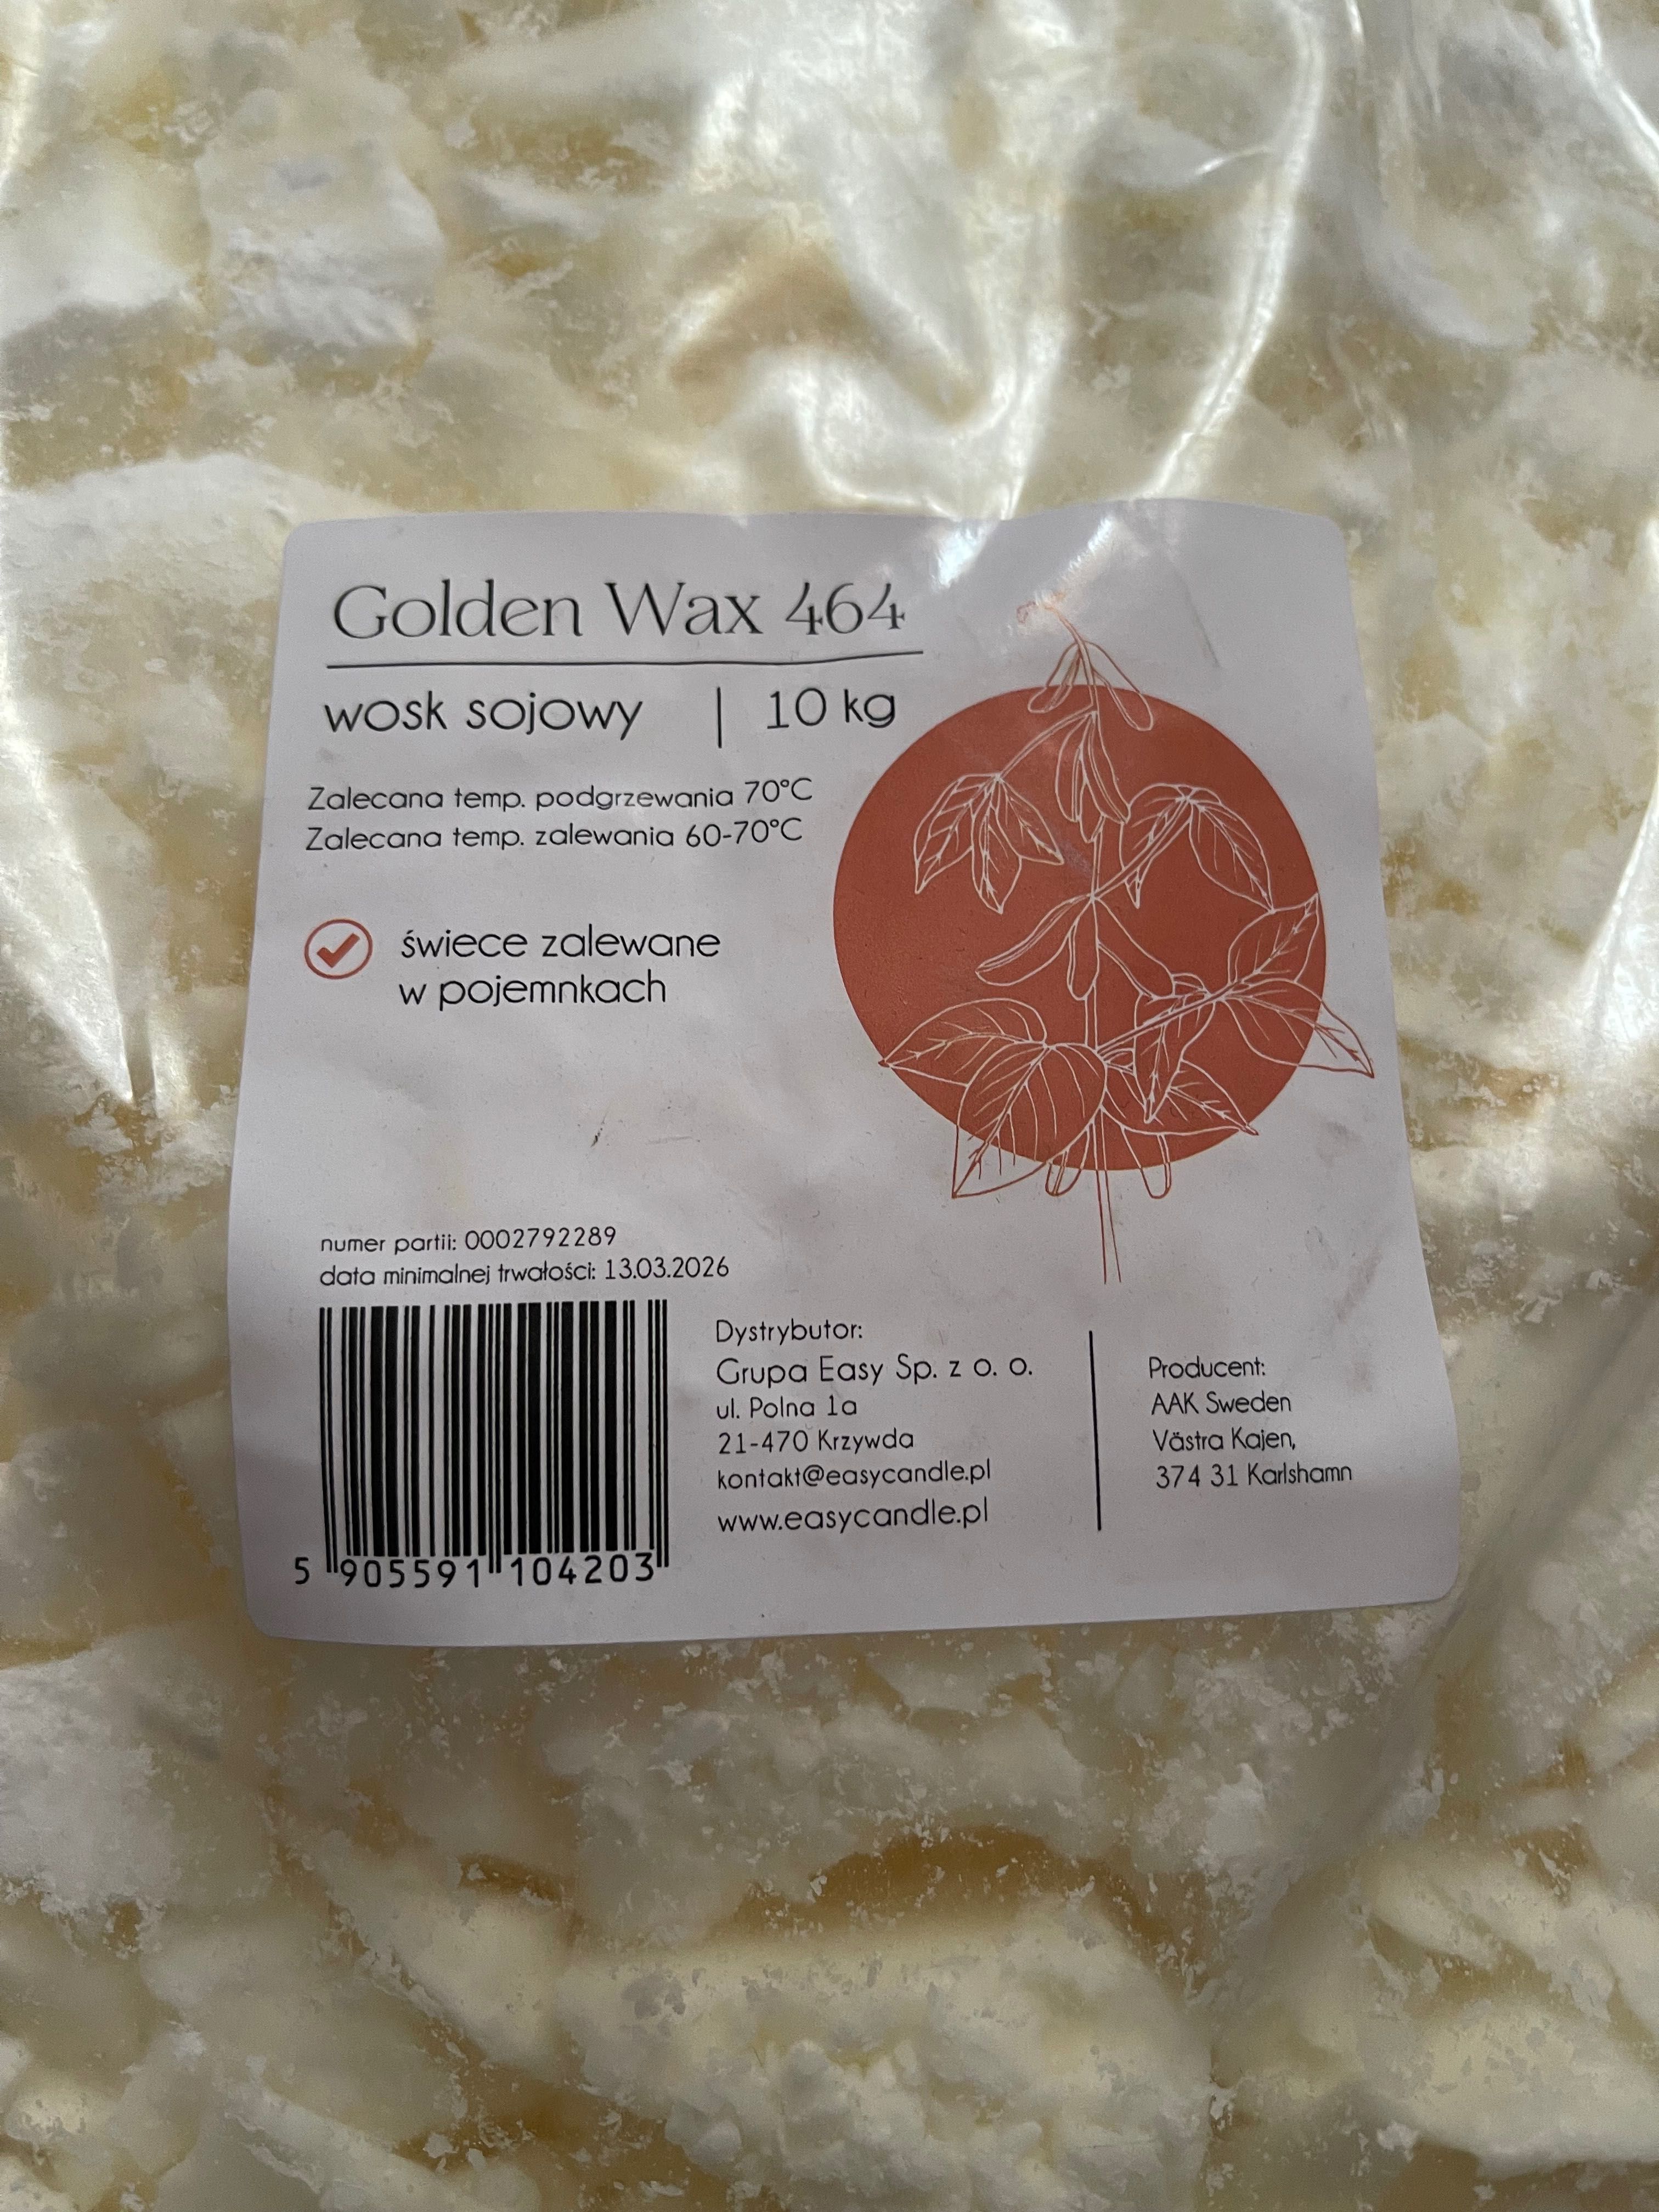 Golden Wax 464
wosk sojowy | 10 kg
Zalecana temp. podgrzewania 70°C
Zalecana temp. zalewania 60-70°C
świece zalewane
w pojemnkach
numer partii: 0002792289
data minimalnej trwałości: 13.03.2026
5 905591 104203
Dystrybutor:
Grupa Easy Sp. z o. o.
ul. Polna 1a
21-470 Krzywda
kontakt@easycandle.pl
www.easycandle.pl
Producent:
AAK Sweden
Västra Kajen,
374 31 Karlshamn